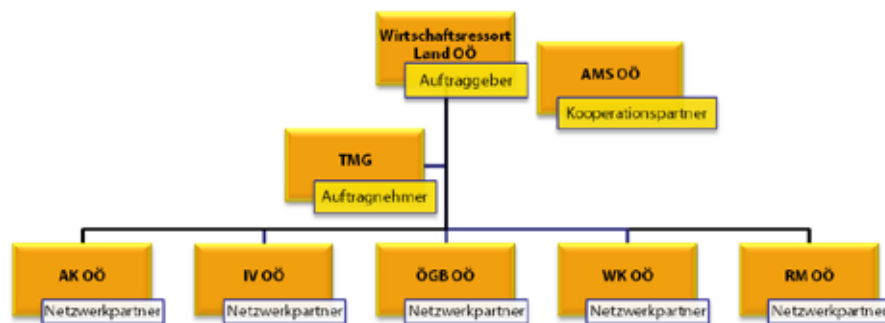 Wirtschaftsressort
Land OÖ
Auftraggeber
AMS OÖ
Kooperationspartner
TMG
Auftragnehmer
AK OÖ
Netzwerkpartner
IV OÖ
Netzwerkpartner
ÖGB OÖ
Netzwerkpartner
WK OÖ
Netzwerkpartner
RM OÖ
Netzwerkpartner